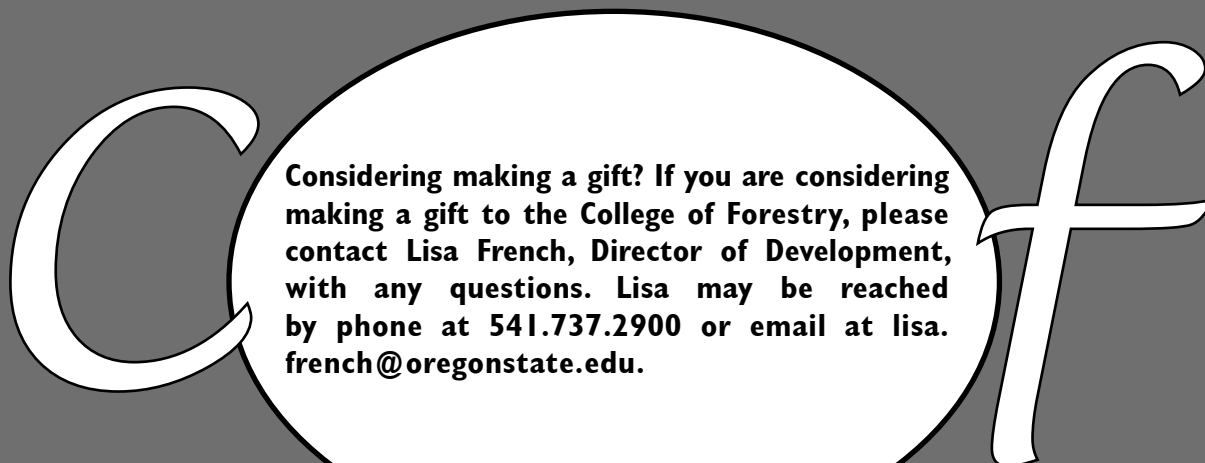 C f
Considering making a gift? If you are considering
making a gift to the College of Forestry, please
contact Lisa French, Director of Development,
with any questions. Lisa may be reached
by phone at 541.737.2900 or email at lisa.
french@oregonstate.edu.